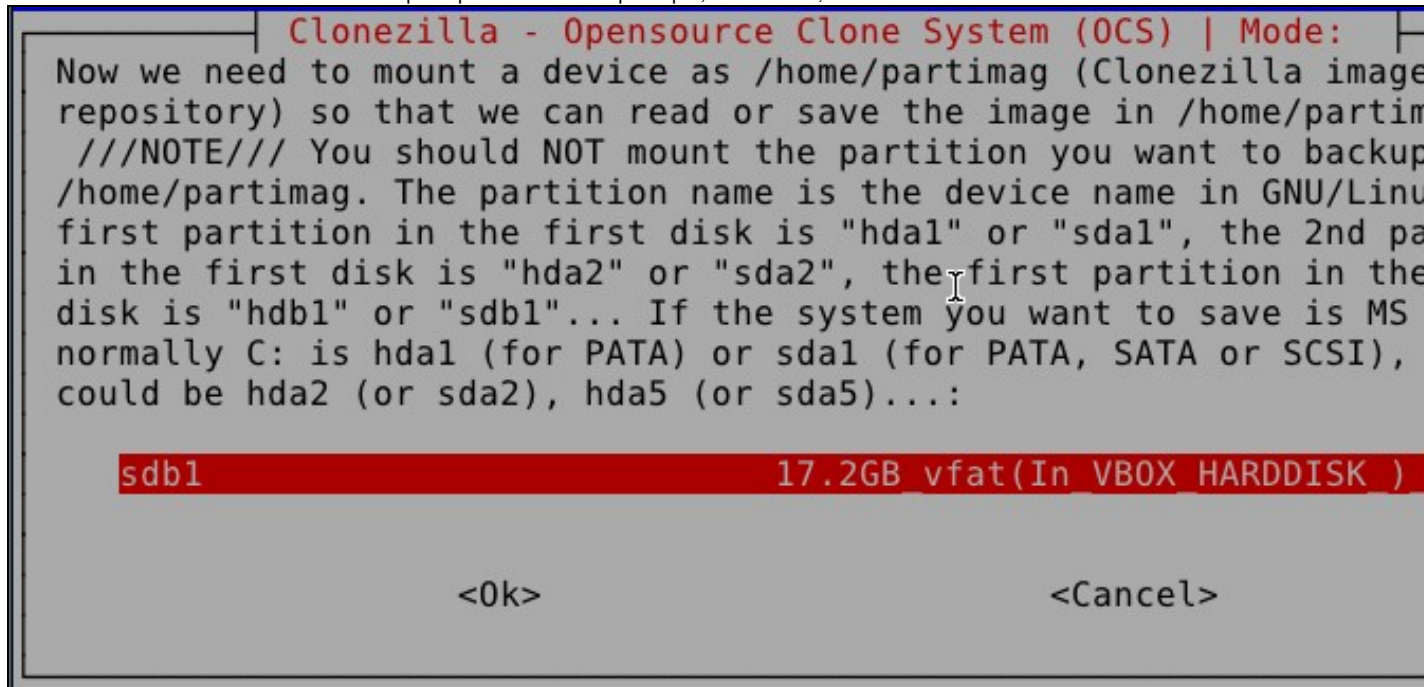 Clonezilla - Opensource Clone System (OCS) | Mode:
Now we need to mount a device as /home/partimag (Clonezilla image
repository) so that we can read or save the image in /home/partim
///NOTE/// You should NOT mount the partition you want to backup
/home/partimag. The partition name is the device name in GNU/Linu
first partition in the first disk is "hda1" or "sda1", the 2nd pa
in the first disk is "hda2" or "sda2", the first partition in the
disk is "hdb1" or "sdb1"... If the system you want to save is MS
normally C: is hda1 (for PATA) or sda1 (for PATA, SATA or SCSI),
could be hda2 (or sda2), hda5 (or sda5)...:
sdb1 17.2GB_vfat(In_VBOX_HARDDISK_)_
<Ok> <Cancel>